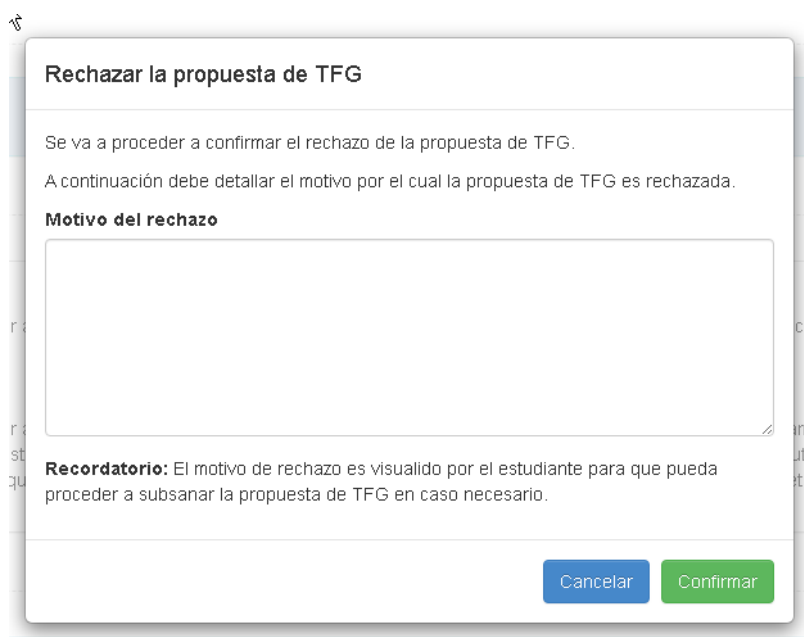 Rechazar la propuesta de TFG
Se va a proceder a confirmar el rechazo de la propuesta de TFG.
A continuación debe detallar el motivo por el cual la propuesta de TFG es rechazada.
Motivo del rechazo
Recordatorio: El motivo de rechazo es visualido por el estudiante para que pueda
proceder a subsanar la propuesta de TFG en caso necesario.
Cancelar
Confirmar